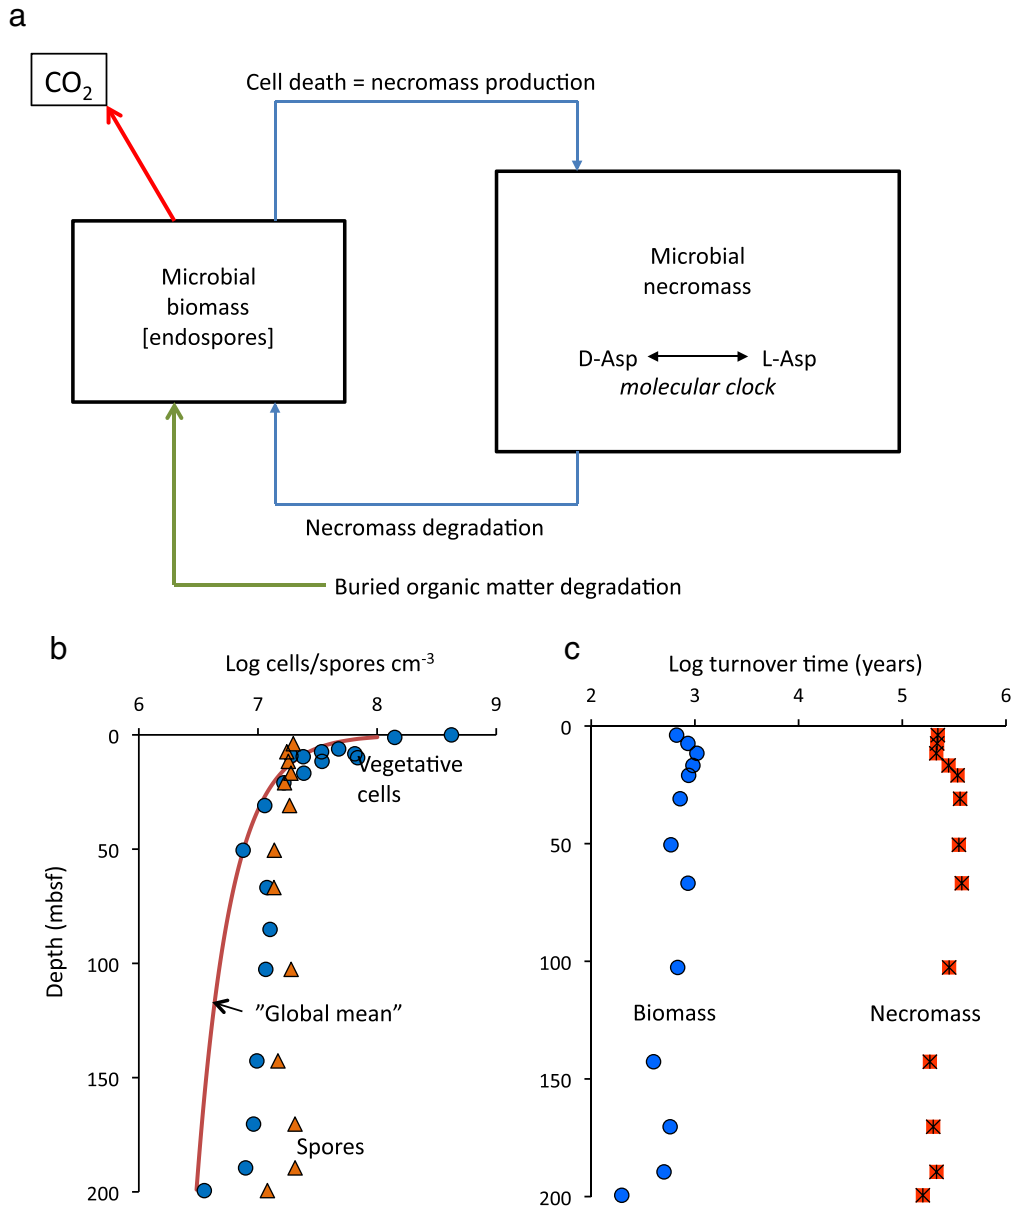 a
CO2
Cell death = necromass production
Microbial
biomass
[endospores]
Microbial
necromass
D-Asp L-Asp
molecular clock
Necromass degradation
Buried organic matter degradation
b
Log cells/spores cm-3
6 7 8 9
0
50
100
150
200
Depth (mbsf)
Vegetative
cells
”Global mean”
Spores
c
Log turnover time (years)
2 3 4 5 6
0
50
100
150
200
Biomass
Necromass